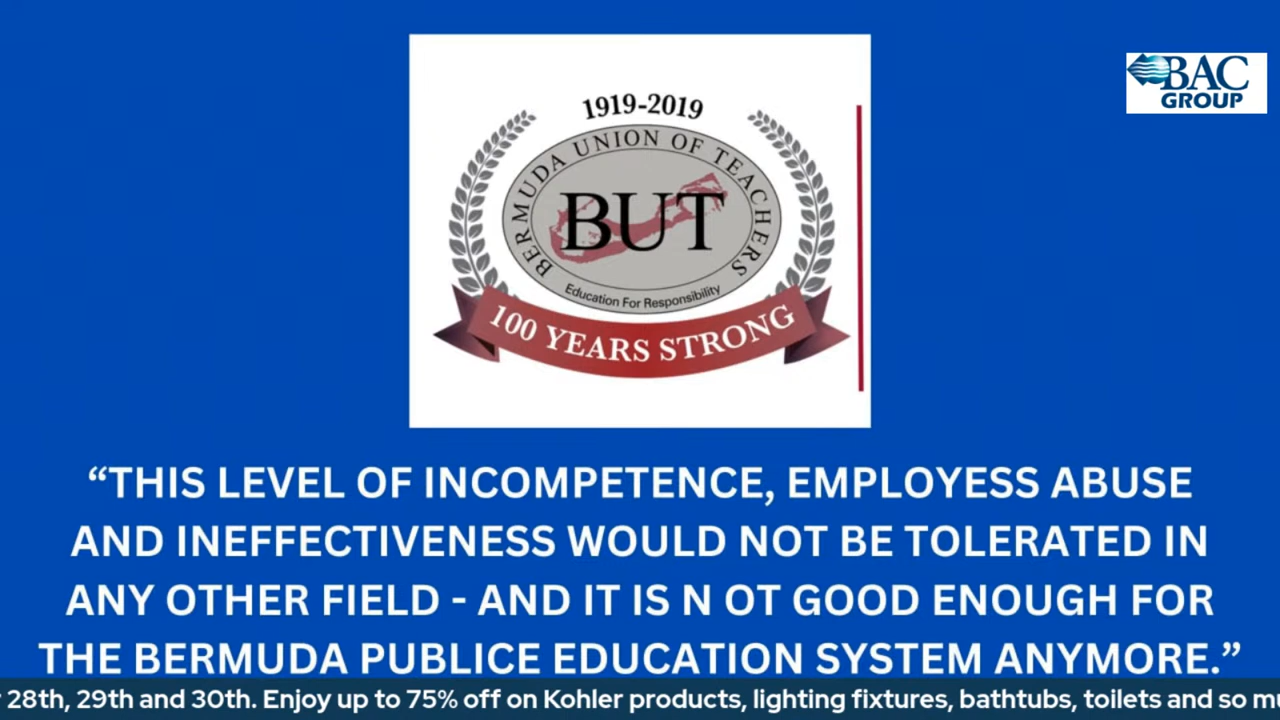 BAC
GROUP
1919-2019
BERMUDA UNION OF TEACHERS
BUT
Education For Responsibility
100 YEARS STRONG
“THIS LEVEL OF INCOMPETENCE, EMPLOYESS ABUSE
AND INEFFECTIVENESS WOULD NOT BE TOLERATED IN
ANY OTHER FIELD - AND IT IS N OT GOOD ENOUGH FOR
THE BERMUDA PUBLICE EDUCATION SYSTEM ANYMORE.”
28th, 29th and 30th. Enjoy up to 75% off on Kohler products, lighting fixtures, bathtubs, toilets and so